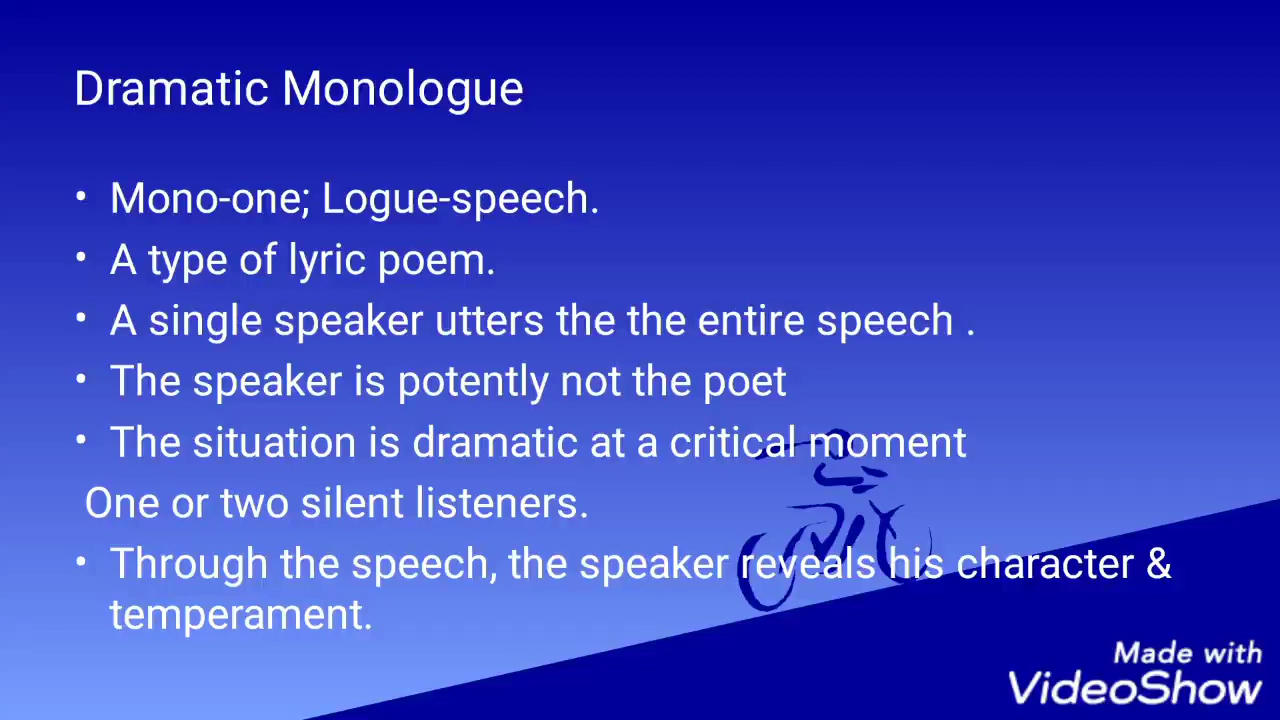 Dramatic Monologue
• Mono-one; Logue-speech.
• A type of lyric poem.
• A single speaker utters the the entire speech .
• The speaker is potently not the poet
• The situation is dramatic at a critical moment
One or two silent listeners.
• Through the speech, the speaker reveals his character &
temperament.
Made with
VideoShow